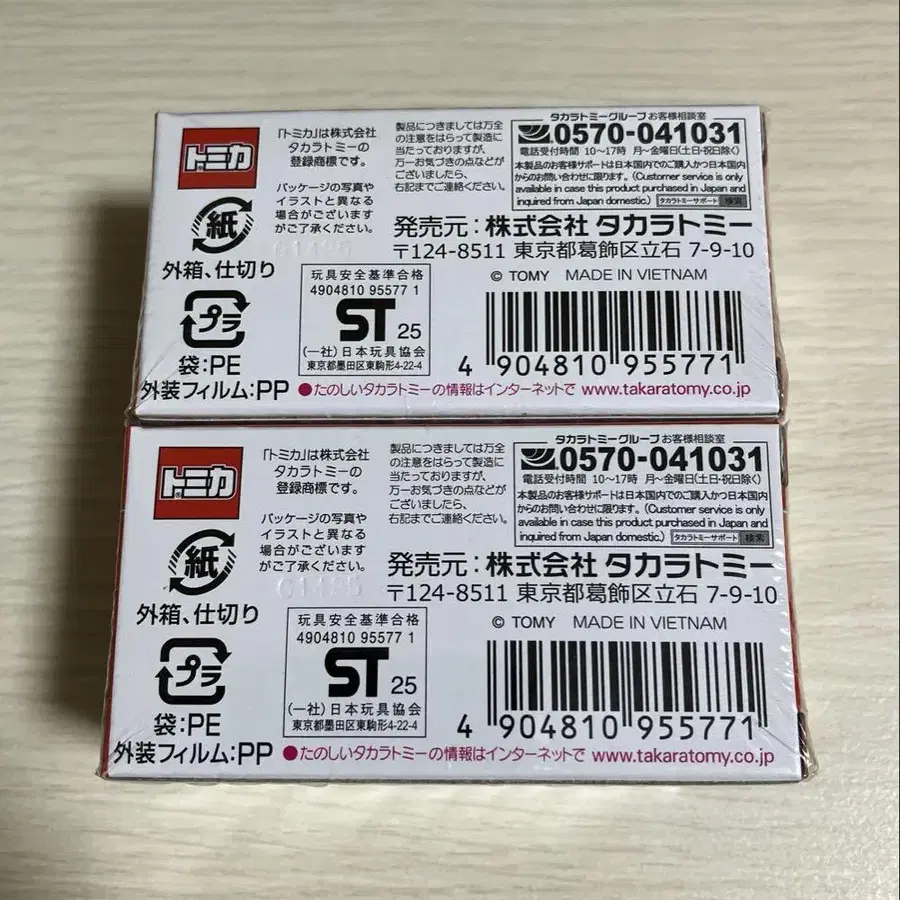 トミカ
「トミカ」は株式会社
タカラトミーの
登録商標です。
パッケージの写真や
イラストと異なる
場合がございます
がご了承ください。
製品につきましては万全
の注意をはらって製造に
当たっておりますが、
万一お気づきの点などが
ございましたら、
右記までご連絡ください。
タカラトミーグループ お客様相談室
0570-041031
電話受付時間 10〜17時 月〜金曜日(土日・祝日除く)
本製品のお客様サポートは日本国内でのご購入かつ日本国内
からのお問い合わせに限ります。(Customer service is only
available in case this product purchased in Japan and
inquired from Japan domestic.) タカラトミーサポート 検索
発売元:株式会社 タカラトミー
〒124-8511 東京都葛飾区立石 7-9-10
紙
外箱、仕切り
プラ
袋:PE
外装フィルム:PP
G1425
玩具安全基準合格
4904810 95577 1
ST 25
(一社)日本玩具協会
東京都墨田区東駒形4-22-4
© TOMY MADE IN VIETNAM
4 904810 955771
●たのしいタカラトミーの情報はインターネットで www.takaratomy.co.jp
トミカ
「トミカ」は株式会社
タカラトミーの
登録商標です。
パッケージの写真や
イラストと異なる
場合がございます
がご了承ください。
製品につきましては万全
の注意をはらって製造に
当たっておりますが、
万一お気づきの点などが
ございましたら、
右記までご連絡ください。
タカラトミーグループ お客様相談室
0570-041031
電話受付時間 10〜17時 月〜金曜日(土日・祝日除く)
本製品のお客様サポートは日本国内でのご購入かつ日本国内
からのお問い合わせに限ります。(Customer service is only
available in case this product purchased in Japan and
inquired from Japan domestic.) タカラトミーサポート 検索
発売元:株式会社 タカラトミー
〒124-8511 東京都葛飾区立石 7-9-10
紙
外箱、仕切り
プラ
袋:PE
外装フィルム:PP
G1425
玩具安全基準合格
4904810 95577 1
ST 25
(一社)日本玩具協会
東京都墨田区東駒形4-22-4
© TOMY MADE IN VIETNAM
4 904810 955771
●たのしいタカラトミーの情報はインターネットで www.takaratomy.co.jp